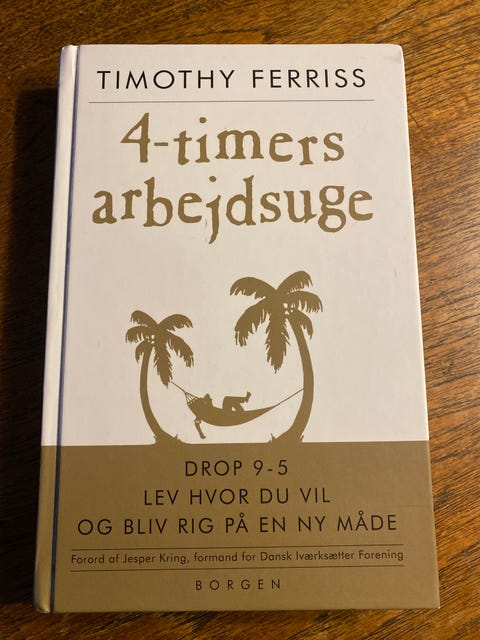 TIMOTHY FERRISS
4-timers
arbejdsuge
DROP 9-5
LEV HVOR DU VIL
OG BLIV RIG PÅ EN NY MÅDE
Forord af Jesper Kring, formand for Dansk Iværksætter Forening
BORGEN